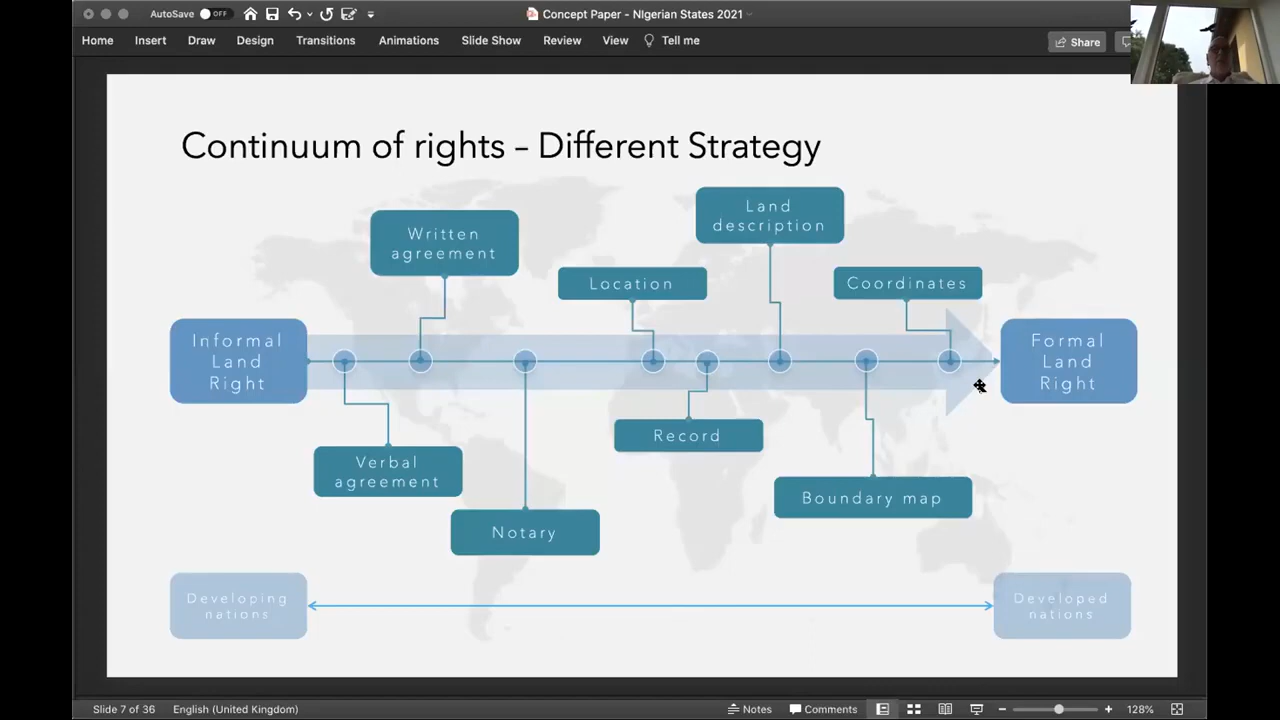 AutoSave OFF
Concept Paper - NIgerian States 2021
Home Insert Draw Design Transitions Animations Slide Show Review View Tell me
Share
Continuum of rights – Different Strategy
Land
description
Written
agreement
Location
Coordinates
Informal
Land
Right
Formal
Land
Right
Record
Verbal
agreement
Boundary map
Notary
Developing
nations
Developed
nations
Slide 7 of 36 English (United Kingdom) Notes Comments 128%